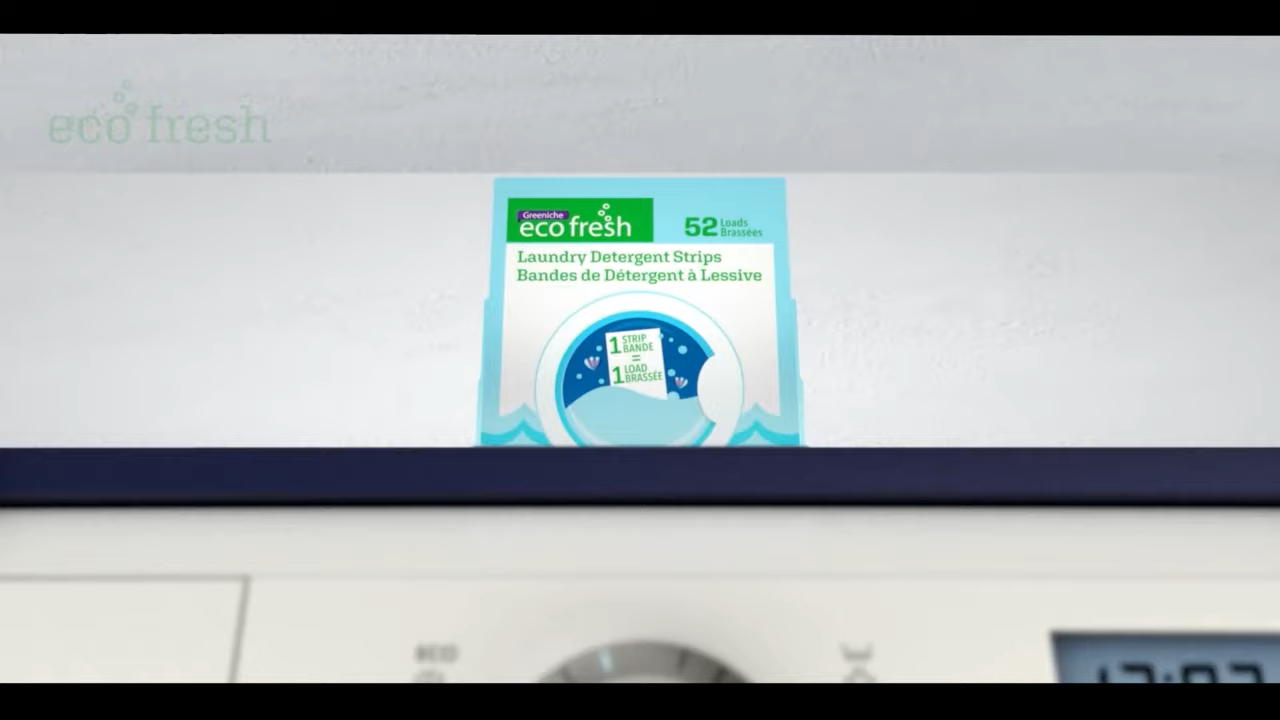 eco fresh
Greeniche
eco fresh
52 Loads
Brassées
Laundry Detergent Strips
Bandes de Détergent à Lessive
1 STRIP
BANDE
=
1 LOAD
BRASSÉE
ECO